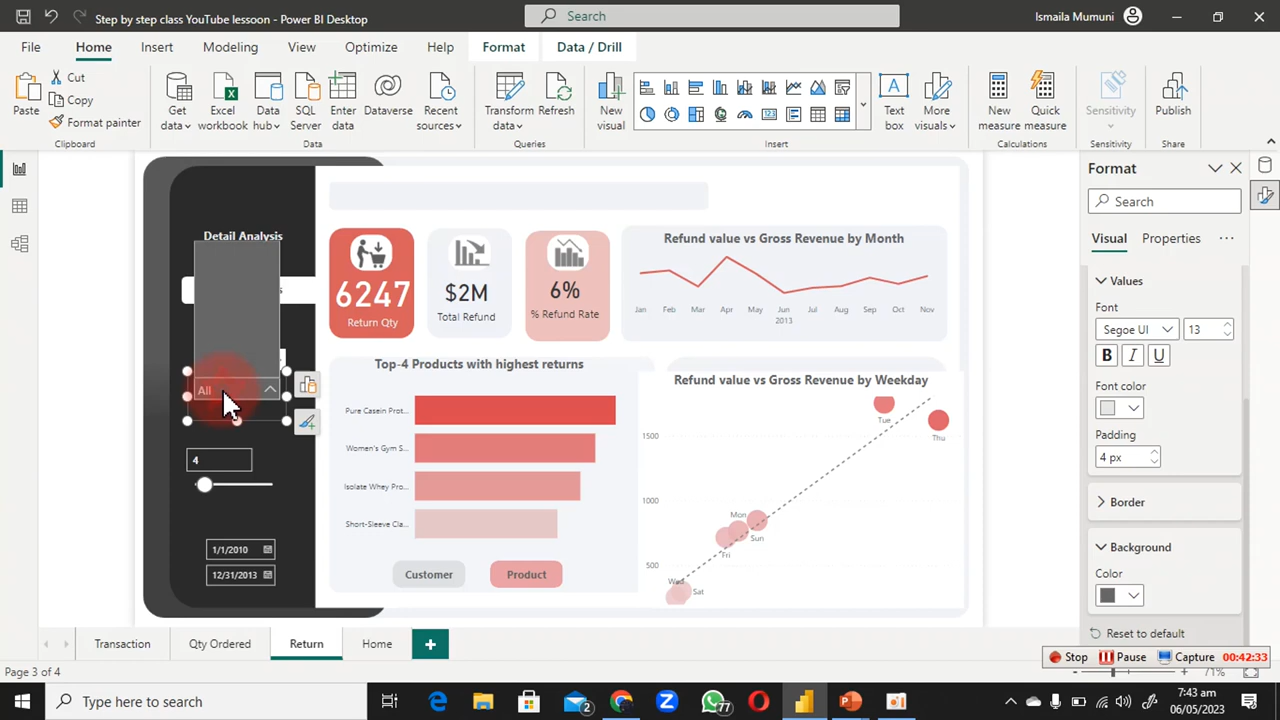 Step by step class YouTube lessoon - Power BI Desktop
Search
Ismaila Mumuni
File
Home
Insert
Modeling
View
Optimize
Help
Format
Data / Drill
Paste
Cut
Copy
Format painter
Get data
Excel workbook
Data hub
SQL Server
Enter data
Dataverse
Recent sources
Transform data
Refresh
New visual
Text box
More visuals
New measure
Quick measure
Sensitivity
Publish
Clipboard
Data
Queries
Insert
Calculations
Sensitivity
Share
Detail Analysis
All
4
1/1/2010
12/31/2013
6247
Return Qty
$2M
Total Refund
6%
% Refund Rate
Refund value vs Gross Revenue by Month
Jan
Feb
Mar
Apr
May
Jun
Jul
Aug
Sep
Oct
Nov
2013
Top-4 Products with highest returns
Pure Casein Prot...
Women's Gym S...
Isolate Whey Pro...
Short-Sleeve Cla...
Customer
Product
Refund value vs Gross Revenue by Weekday
1500
1000
500
Tue
Thu
Mon
Sun
Fri
Wed
Sat
Format
Search
Visual
Properties
Values
Font
Segoe UI
13
B
I
U
Font color
Padding
4 px
Border
Background
Color
Reset to default
Transaction
Qty Ordered
Return
Home
Page 3 of 4
Stop
Pause
Capture
00:42:33
71%
Type here to search
2
77
7:43 am
06/05/2023